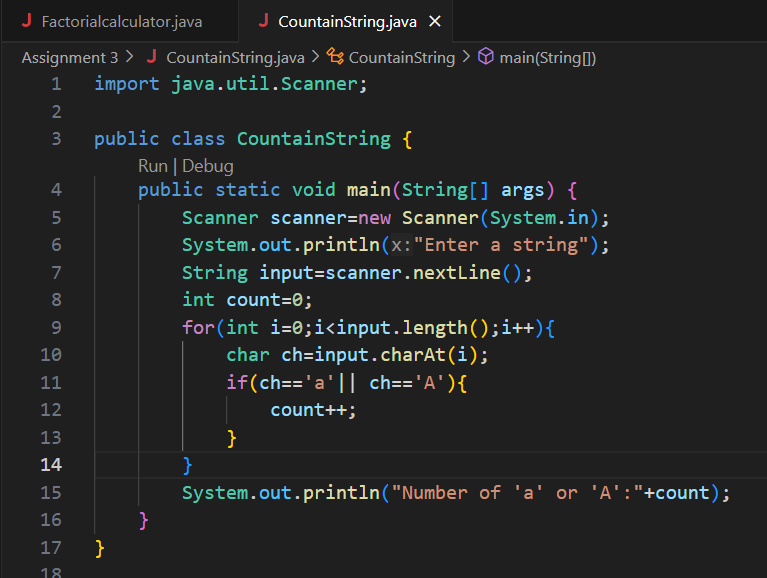 J Factorialcalculator.java J CountainString.java ×
Assignment 3 > J CountainString.java > CountainString > main(String[])
1 import java.util.Scanner;
2
3 public class CountainString {
Run | Debug
4 public static void main(String[] args) {
5 Scanner scanner=new Scanner(System.in);
6 System.out.println(x:"Enter a string");
7 String input=scanner.nextLine();
8 int count=0;
9 for(int i=0;i<input.length();i++){
10 char ch=input.charAt(i);
11 if(ch=='a'|| ch=='A'){
12 count++;
13 }
14 }
15 System.out.println("Number of 'a' or 'A':"+count);
16 }
17 }
18